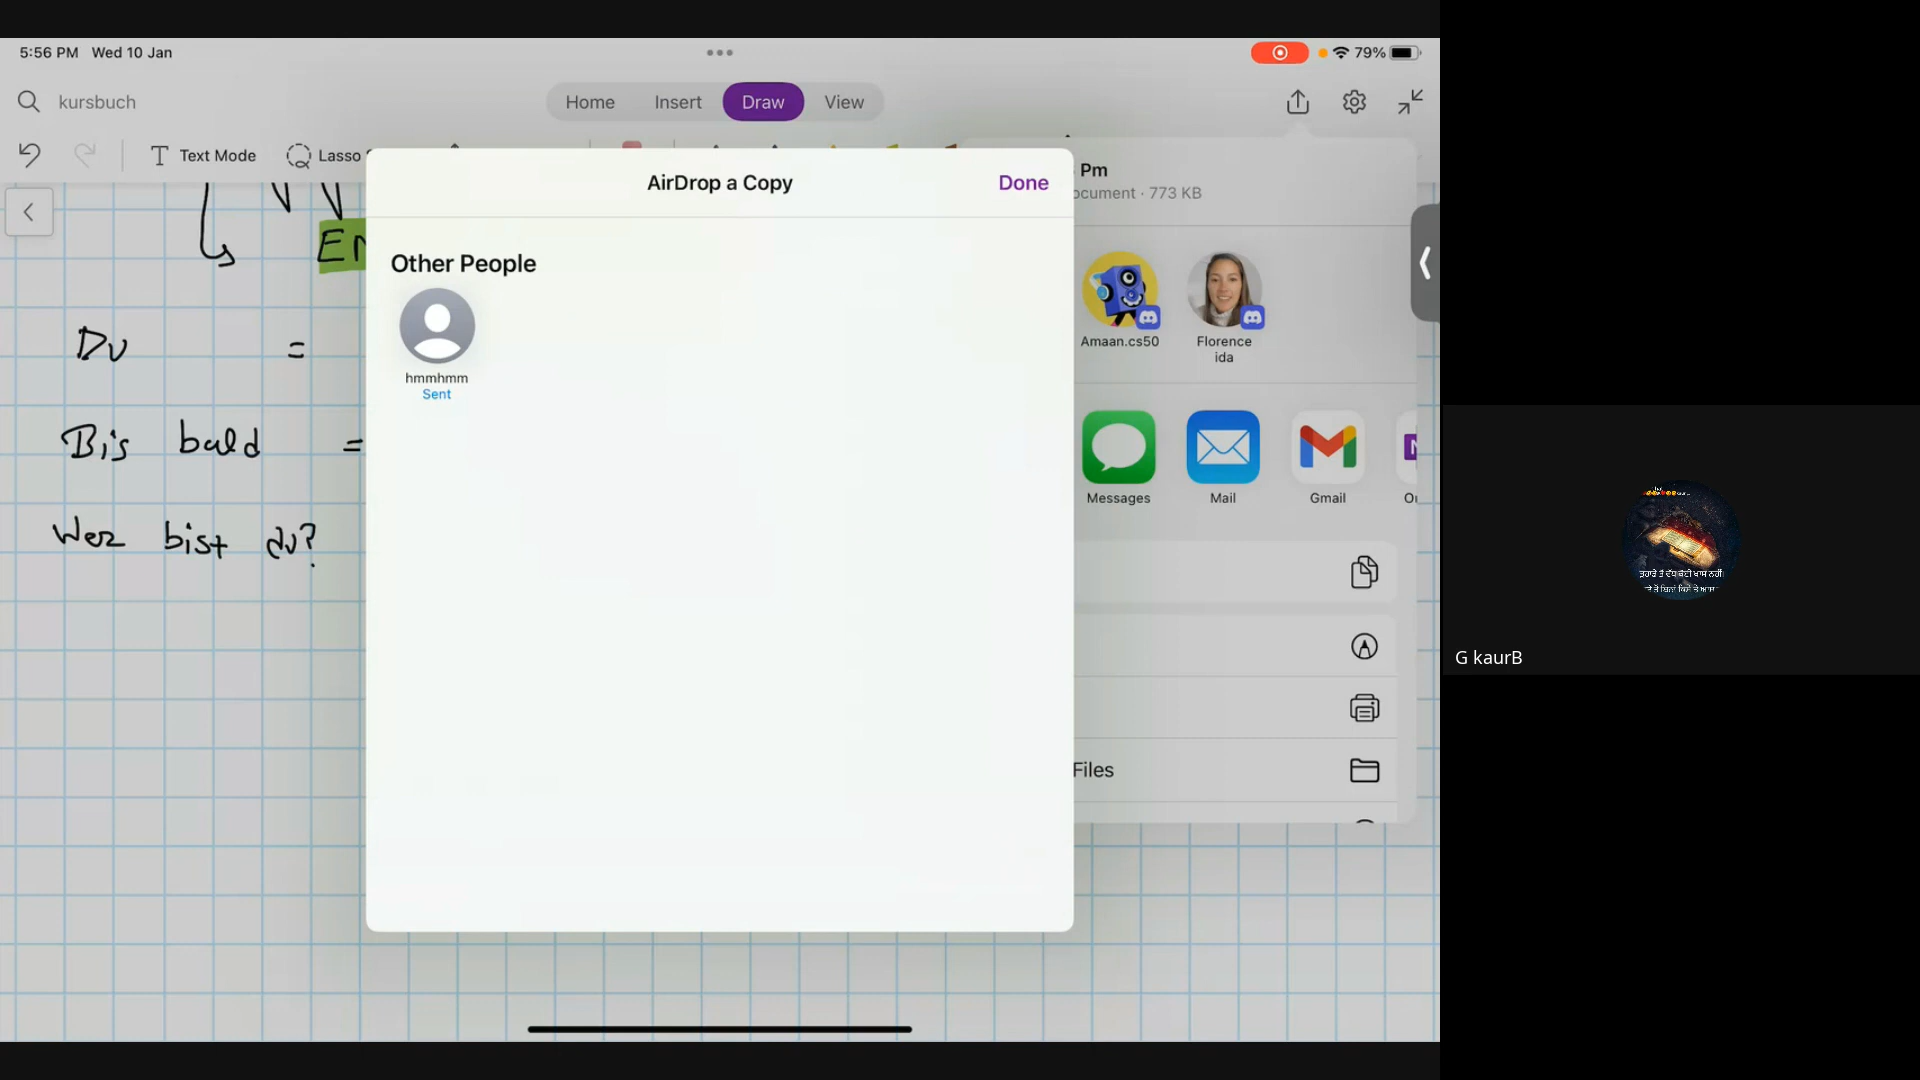 5:56 PM Wed 10 Jan
79%
kursbuch
Home
Insert
Draw
View
Text Mode
Lasso
AirDrop a Copy
Done
Pm
ocument · 773 KB
Other People
hmmhmm
Sent
Amaan.cs50
Florence
ida
Messages
Mail
Gmail
Files
Du =
Bis bald =
Wer bist du?
G kaurB